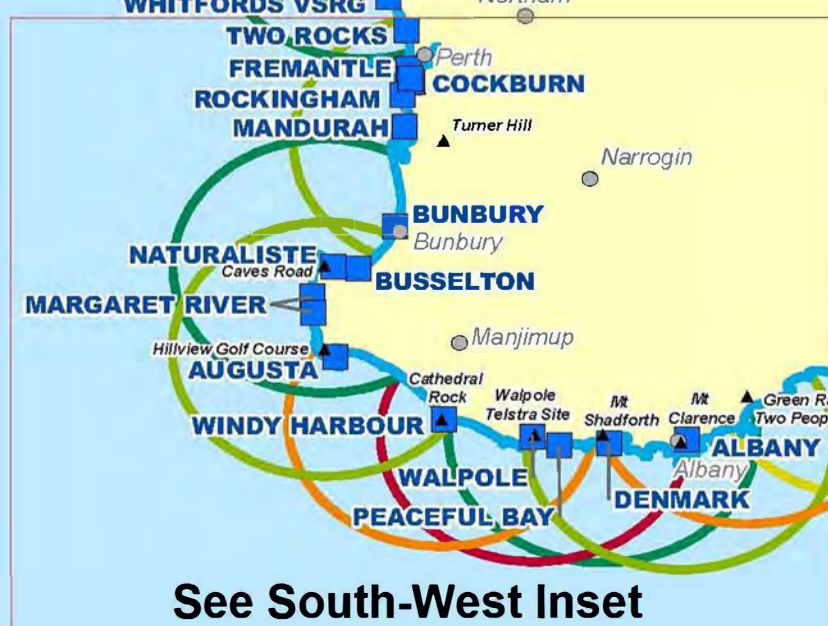 WHITFORDS VSRG
Northam
TWO ROCKS
Perth
FREMANTLE
COCKBURN
ROCKINGHAM
MANDURAH
Turner Hill
Narrogin
BUNBURY
Bunbury
NATURALISTE
Caves Road
BUSSELTON
MARGARET RIVER
Manjimup
Hillview Golf Course
AUGUSTA
Cathedral
Rock
Walpole
Telstra Site
Mt
Shadforth
Mt
Clarence
Green R
Two Peop
WINDY HARBOUR
ALBANY
Albany
WALPOLE
DENMARK
PEACEFUL BAY
See South-West Inset